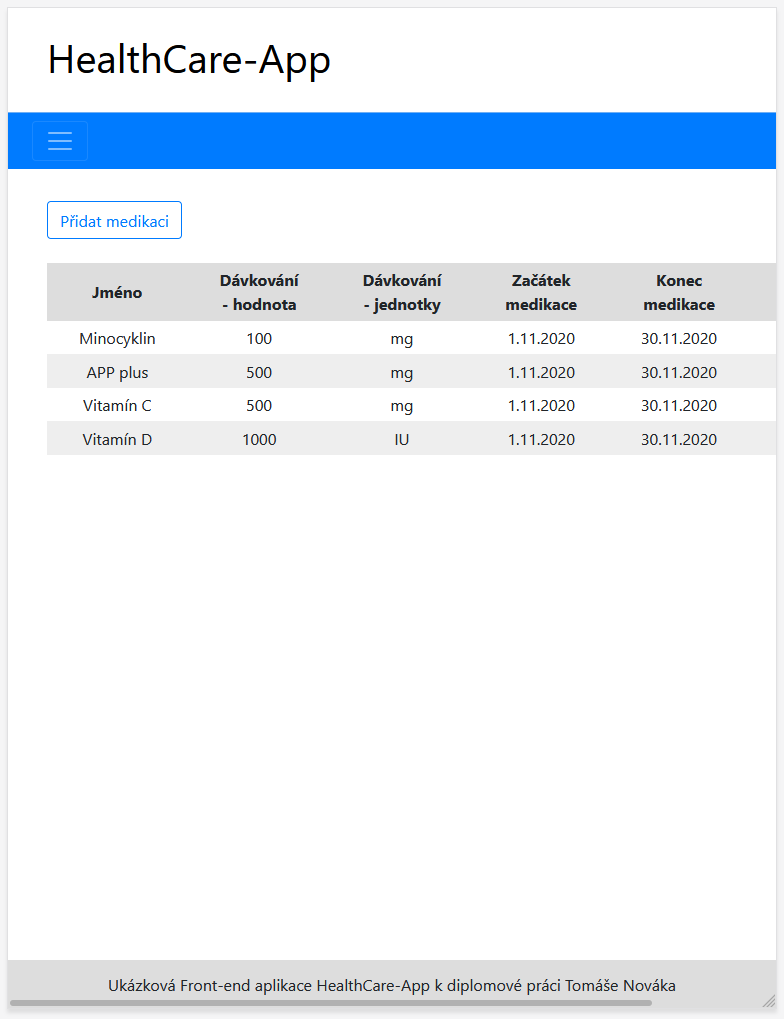 HealthCare-App
Přidat medikaci
Jméno Dávkování - hodnota Dávkování - jednotky Začátek medikace Konec medikace
Minocyklin 100 mg 1.11.2020 30.11.2020
APP plus 500 mg 1.11.2020 30.11.2020
Vitamín C 500 mg 1.11.2020 30.11.2020
Vitamín D 1000 IU 1.11.2020 30.11.2020
Ukázková Front-end aplikace HealthCare-App k diplomové práci Tomáše Nováka